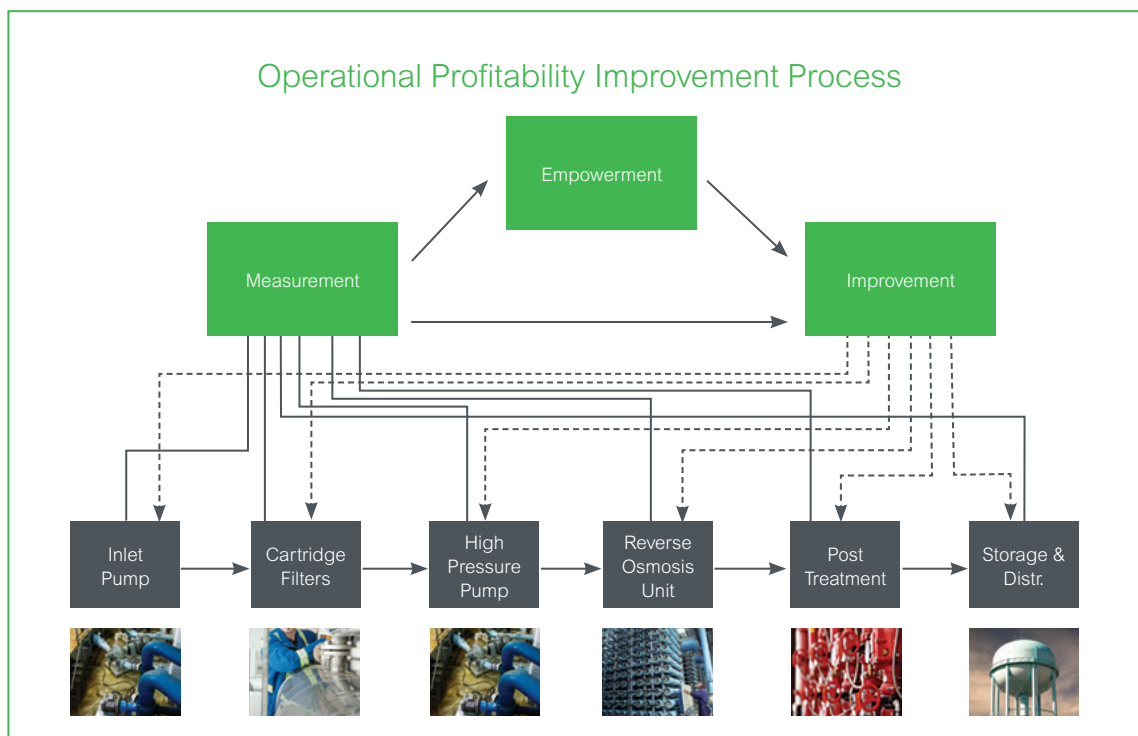 Operational Profitability Improvement Process
Empowerment
Measurement
Improvement
Inlet
Pump
Cartridge
Filters
High
Pressure
Pump
Reverse
Osmosis
Unit
Post
Treatment
Storage &
Distr.